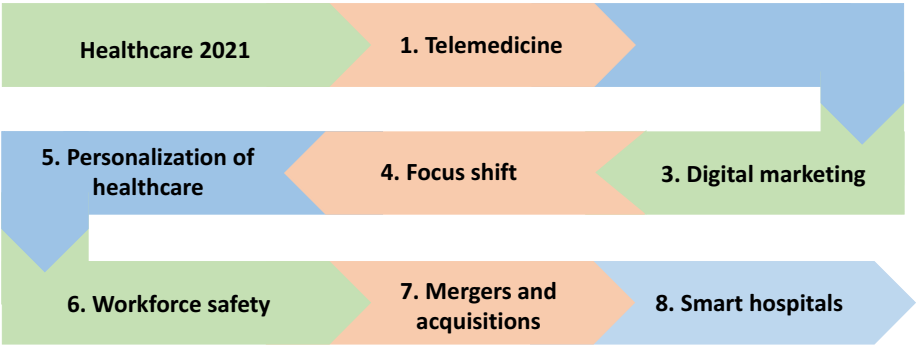 Healthcare 2021
1. Telemedicine
3. Digital marketing
4. Focus shift
5. Personalization of
healthcare
6. Workforce safety
7. Mergers and
acquisitions
8. Smart hospitals